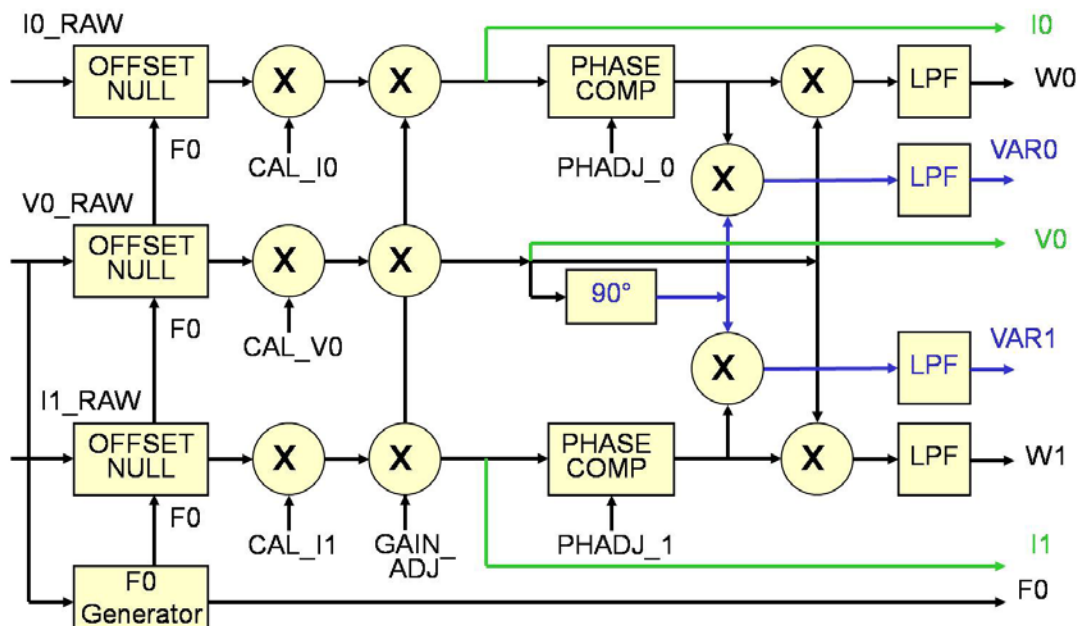 I0_RAW
OFFSET
NULL
X
X
PHASE
COMP
X
LPF
I0
W0
F0
CAL_I0
PHADJ_0
X
LPF
VAR0
V0_RAW
OFFSET
NULL
X
X
V0
90°
F0
CAL_V0
X
LPF
VAR1
I1_RAW
OFFSET
NULL
X
X
PHASE
COMP
X
LPF
W1
F0
CAL_I1
GAIN_
ADJ
PHADJ_1
I1
F0
Generator
F0